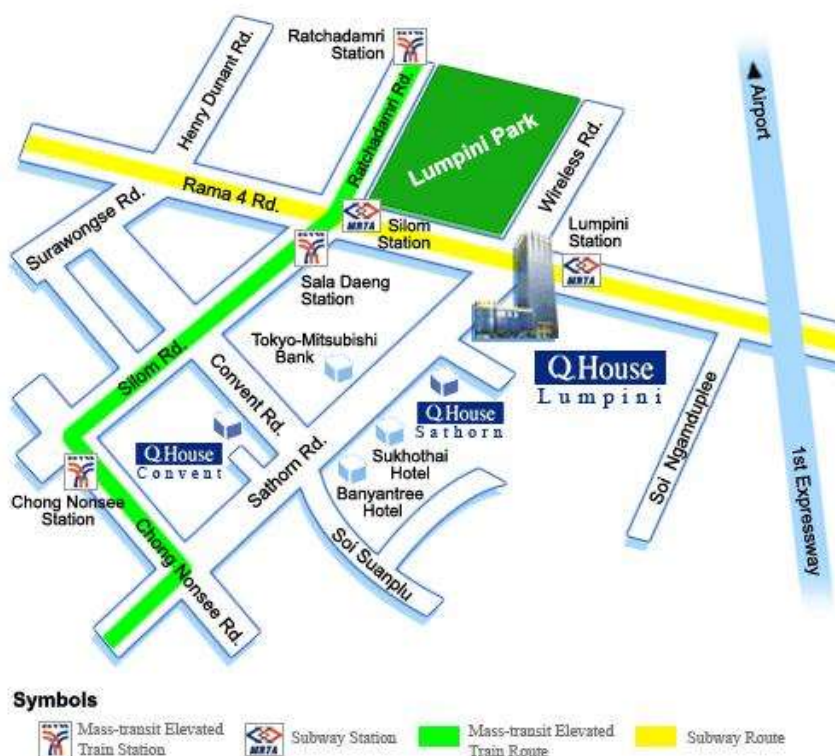 Ratchadamri
Station
Henry Dunant Rd.
Ratchadamri Rd.
Lumpini Park
Wireless Rd.
Airport
Rama 4 Rd.
Surawongse Rd.
MRTA
Silom
Station
Lumpini
Station
MRTA
Sala Daeng
Station
Tokyo-Mitsubishi
Bank
Silom Rd.
Convent Rd.
Q.House
Lumpini
Q.House
Sathorn
Q.House
Convent
Sathorn Rd.
Sukhothai
Hotel
Banyantree
Hotel
Soi Ngamduplee
1st Expressway
Chong Nonsee
Station
Chong Nonsee Rd.
Soi Suanplu
Symbols
Mass-transit Elevated
Train Station
MRTA
Subway Station
Mass-transit Elevated
Train Route
Subway Route